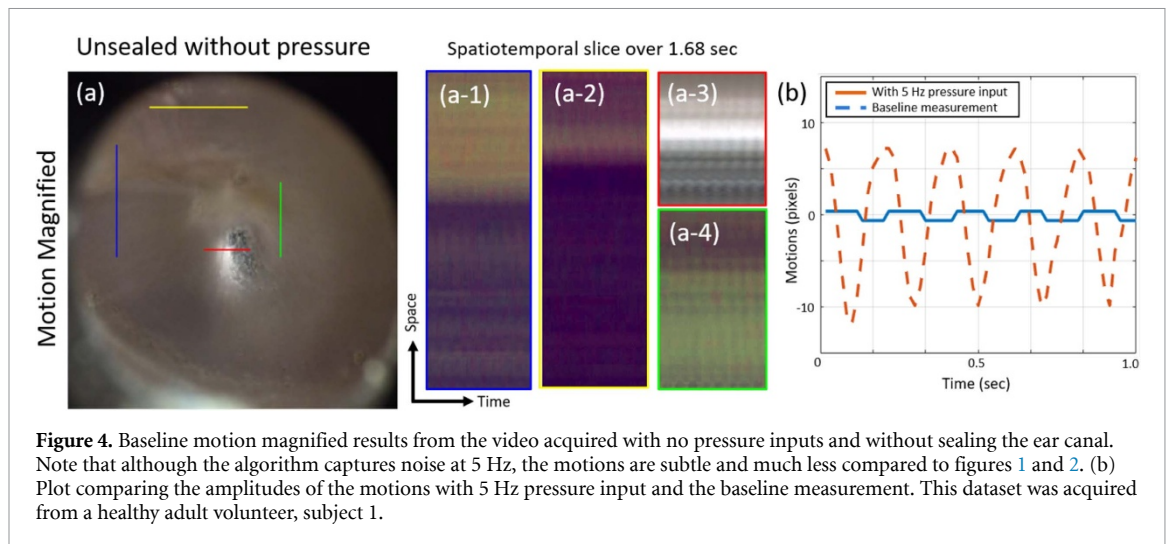 Unsealed without pressure
Spatiotemporal slice over 1.68 sec
Motion Magnified
(a)
(a-1)
(a-2)
(a-3)
(a-4)
Space
Time
(b)
With 5 Hz pressure input
Baseline measurement
Motions (pixels)
10
0
-10
0
0.5
1.0
Time (sec)
Figure 4. Baseline motion magnified results from the video acquired with no pressure inputs and without sealing the ear canal.
Note that although the algorithm captures noise at 5 Hz, the motions are subtle and much less compared to figures 1 and 2. (b)
Plot comparing the amplitudes of the motions with 5 Hz pressure input and the baseline measurement. This dataset was acquired
from a healthy adult volunteer, subject 1.